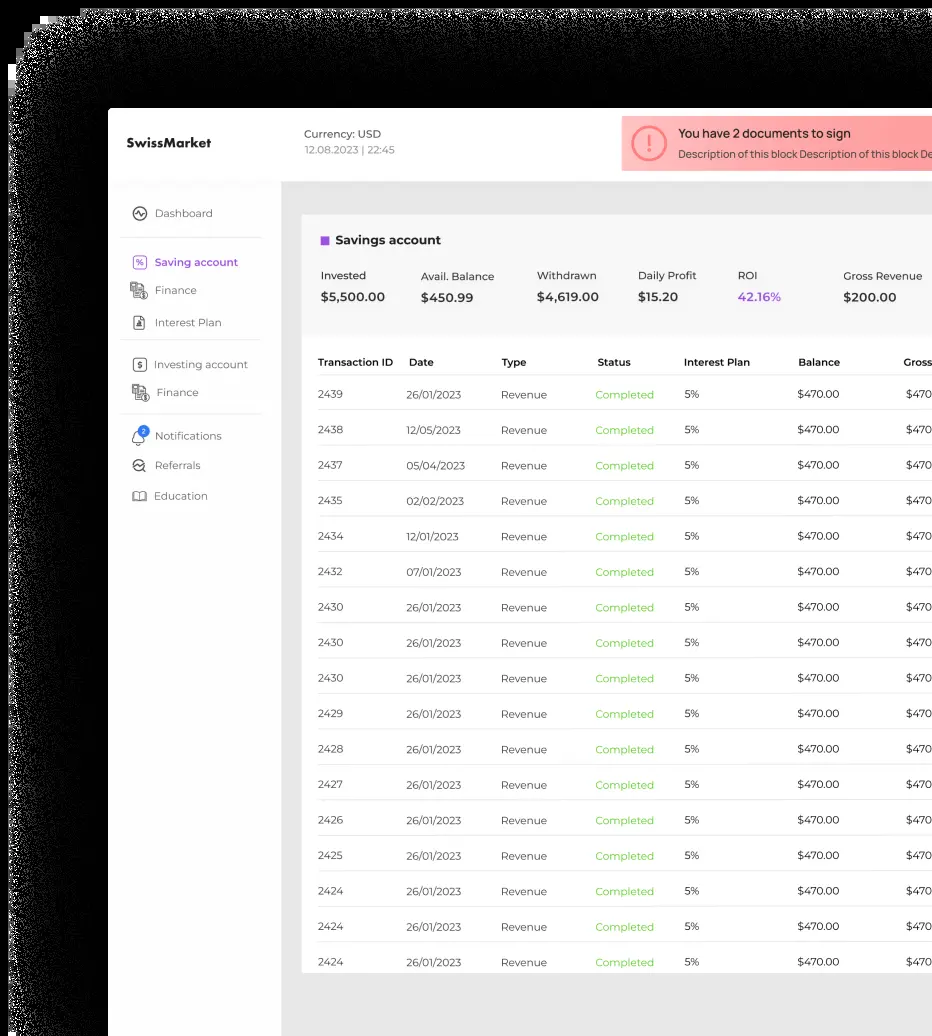 SwissMarket
Currency: USD
12.08.2023 | 22:45
You have 2 documents to sign
Description of this block Description of this block De
Dashboard
Saving account
Finance
Interest Plan
Investing account
Finance
2
Notifications
Referrals
Education
Savings account
Invested Avail. Balance Withdrawn Daily Profit ROI Gross Revenue
$5,500.00 $450.99 $4,619.00 $15.20 42.16% $200.00
Transaction ID Date Type Status Interest Plan Balance Gross
2439 26/01/2023 Revenue Completed 5% $470.00 $470
2438 12/05/2023 Revenue Completed 5% $470.00 $470
2437 05/04/2023 Revenue Completed 5% $470.00 $470
2435 02/02/2023 Revenue Completed 5% $470.00 $470
2434 12/01/2023 Revenue Completed 5% $470.00 $470
2432 07/01/2023 Revenue Completed 5% $470.00 $470
2430 26/01/2023 Revenue Completed 5% $470.00 $470
2430 26/01/2023 Revenue Completed 5% $470.00 $470
2430 26/01/2023 Revenue Completed 5% $470.00 $470
2429 26/01/2023 Revenue Completed 5% $470.00 $470
2428 26/01/2023 Revenue Completed 5% $470.00 $470
2427 26/01/2023 Revenue Completed 5% $470.00 $470
2426 26/01/2023 Revenue Completed 5% $470.00 $470
2425 26/01/2023 Revenue Completed 5% $470.00 $470
2424 26/01/2023 Revenue Completed 5% $470.00 $470
2424 26/01/2023 Revenue Completed 5% $470.00 $470
2424 26/01/2023 Revenue Completed 5% $470.00 $470